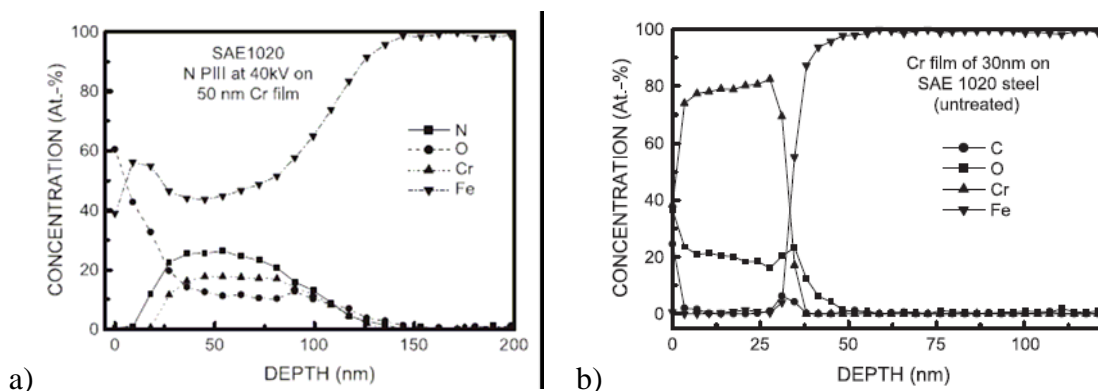 a)
CONCENTRATION (At.-%)
100
80
60
40
20
0
SAE1020
N PIII at 40kV on
50 nm Cr film
N
O
Cr
Fe
0
50
100
150
200
DEPTH (nm)
b)
CONCENTRATION (At.-%)
100
80
60
40
20
0
Cr film of 30nm on
SAE 1020 steel
(untreated)
C
O
Cr
Fe
0
25
50
75
100
DEPTH (nm)